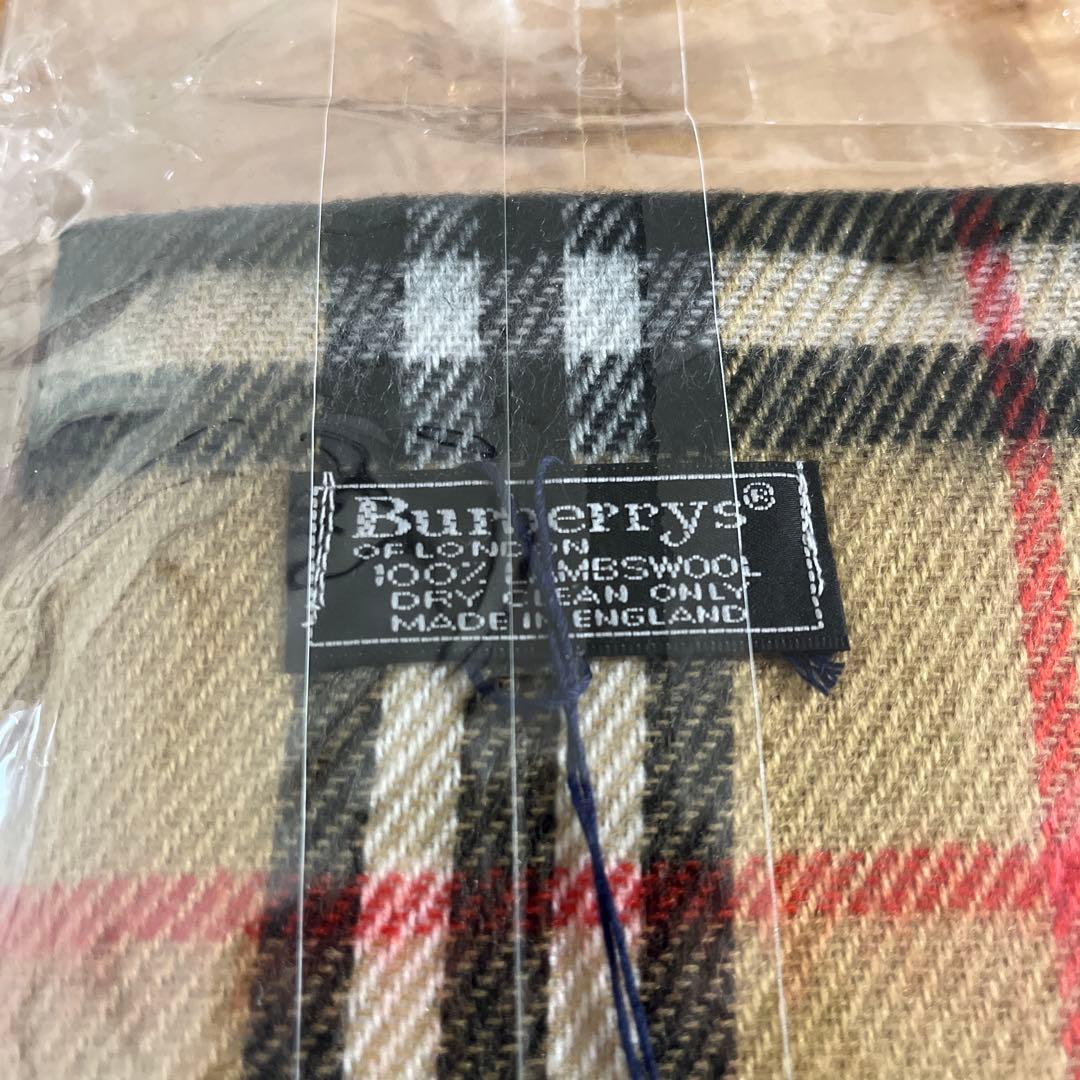 Burberrys®
OF LONDON
100% LAMBSWOOL
DRY CLEAN ONLY
MADE IN ENGLAND